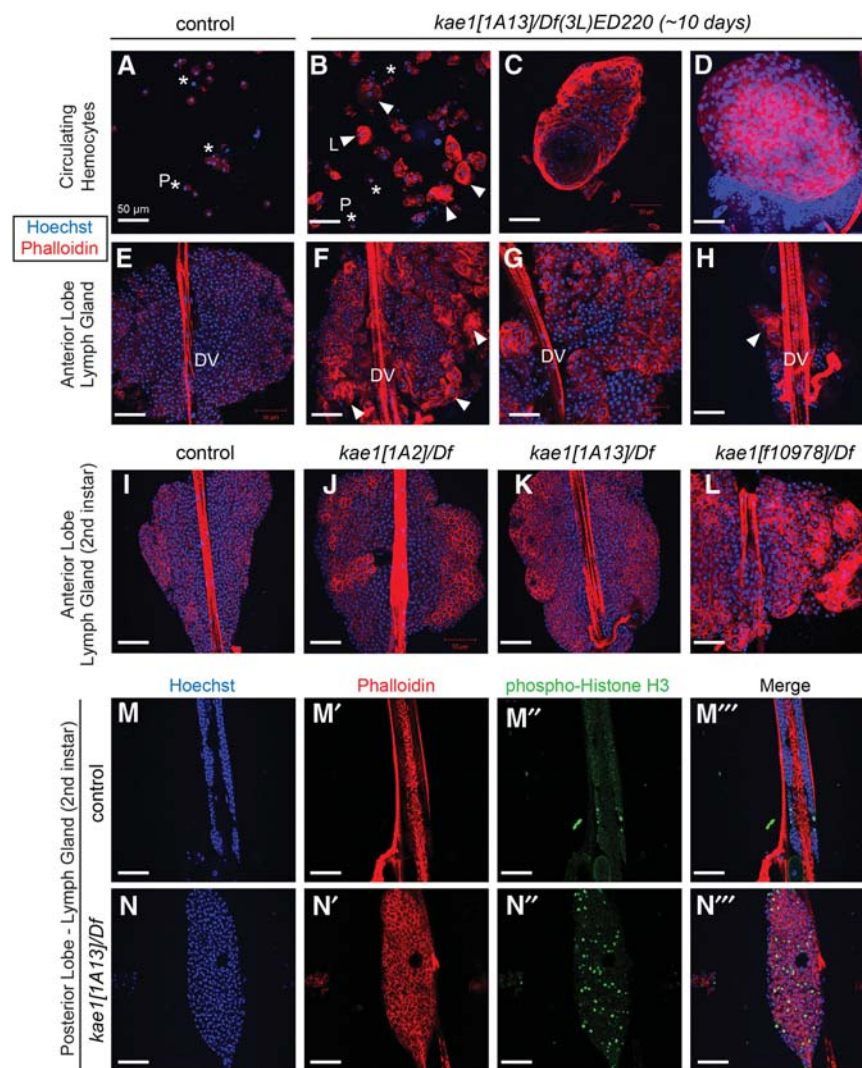 control
kae1[1A13]/Df(3L)ED220 (~10 days)
Circulating Hemocytes
A
*
*
P*
50 µm
B
*
L
*
P
*
C
D
Hoechst
Phalloidin
Anterior Lobe
Lymph Gland
E
DV
F
DV
G
DV
H
DV
control
kae1[1A2]/Df
kae1[1A13]/Df
kae1[f10978]/Df
Anterior Lobe
Lymph Gland (2nd instar)
I
J
K
L
Hoechst
Phalloidin
phospho-Histone H3
Merge
Posterior Lobe - Lymph Gland (2nd instar)
control
M
M′
M″
M‴
kae1[1A13]/Df
N
N′
N″
N‴